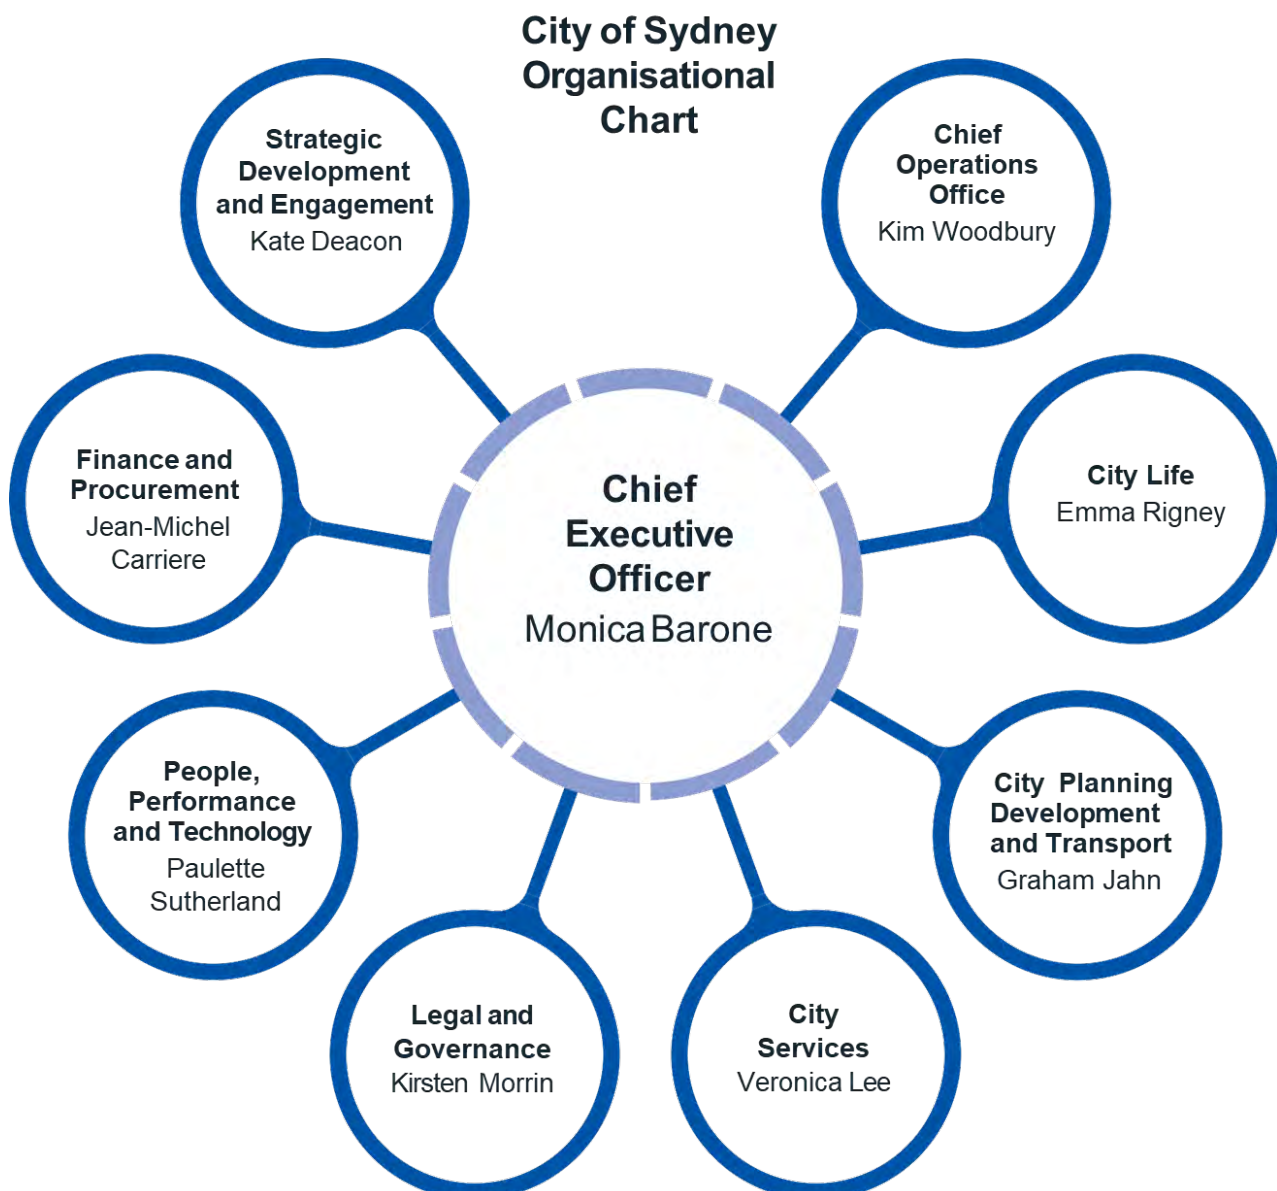 City of Sydney
Organisational
Chart
Strategic
Development
and Engagement
Kate Deacon
Chief
Operations
Office
Kim Woodbury
Finance and
Procurement
Jean-Michel
Carriere
City Life
Emma Rigney
Chief
Executive
Officer
Monica Barone
People,
Performance
and Technology
Paulette
Sutherland
City Planning
Development
and Transport
Graham Jahn
Legal and
Governance
Kirsten Morrin
City
Services
Veronica Lee